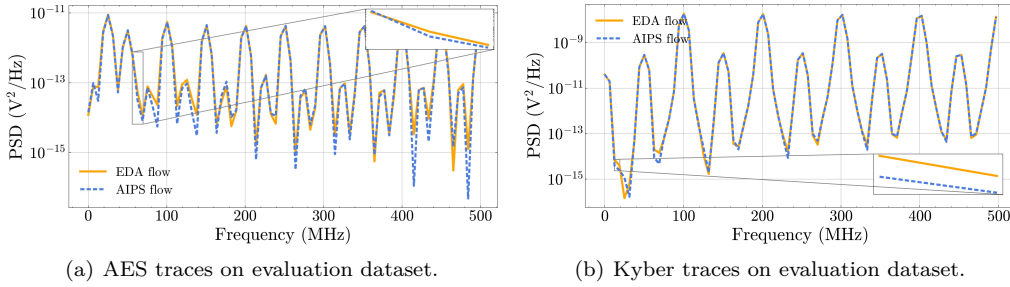 10⁻¹¹
10⁻¹³
10⁻¹⁵
PSD (V²/Hz)
EDA flow
AIPS flow
0 100 200 300 400 500
Frequency (MHz)
(a) AES traces on evaluation dataset.
EDA flow
AIPS flow
10⁻⁹
10⁻¹¹
10⁻¹³
10⁻¹⁵
PSD (V²/Hz)
0 100 200 300 400 500
Frequency (MHz)
(b) Kyber traces on evaluation dataset.